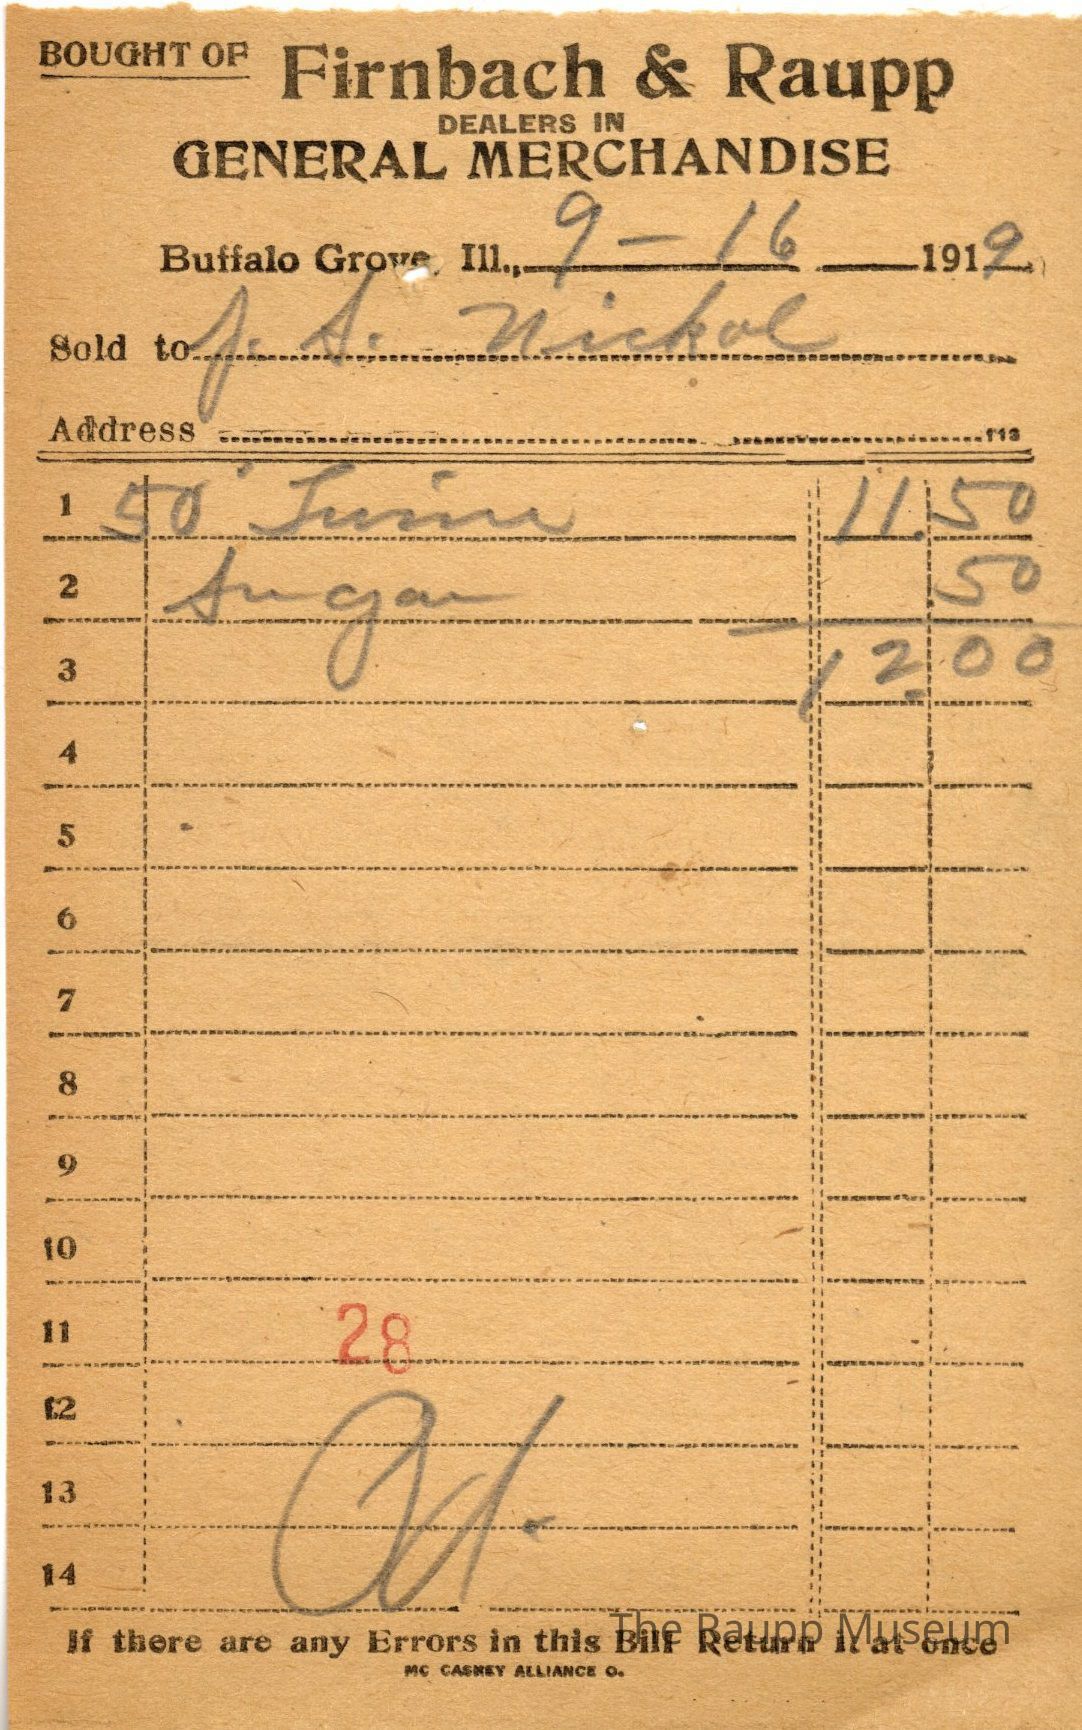 BOUGHT OF Firnbach & Raupp
DEALERS IN
GENERAL MERCHANDISE
Buffalo Grove, Ill., 9-16 1919
Sold to J. S. Nickol
Address 113
1 50 Twine 11.50
2 Sugar 50
3 12.00
4
5
6
7
8
9
10
11 28
12
13
14
The Raupp Museum
If there are any Errors in this Bill Return it at once
MC CASKEY ALLIANCE O.